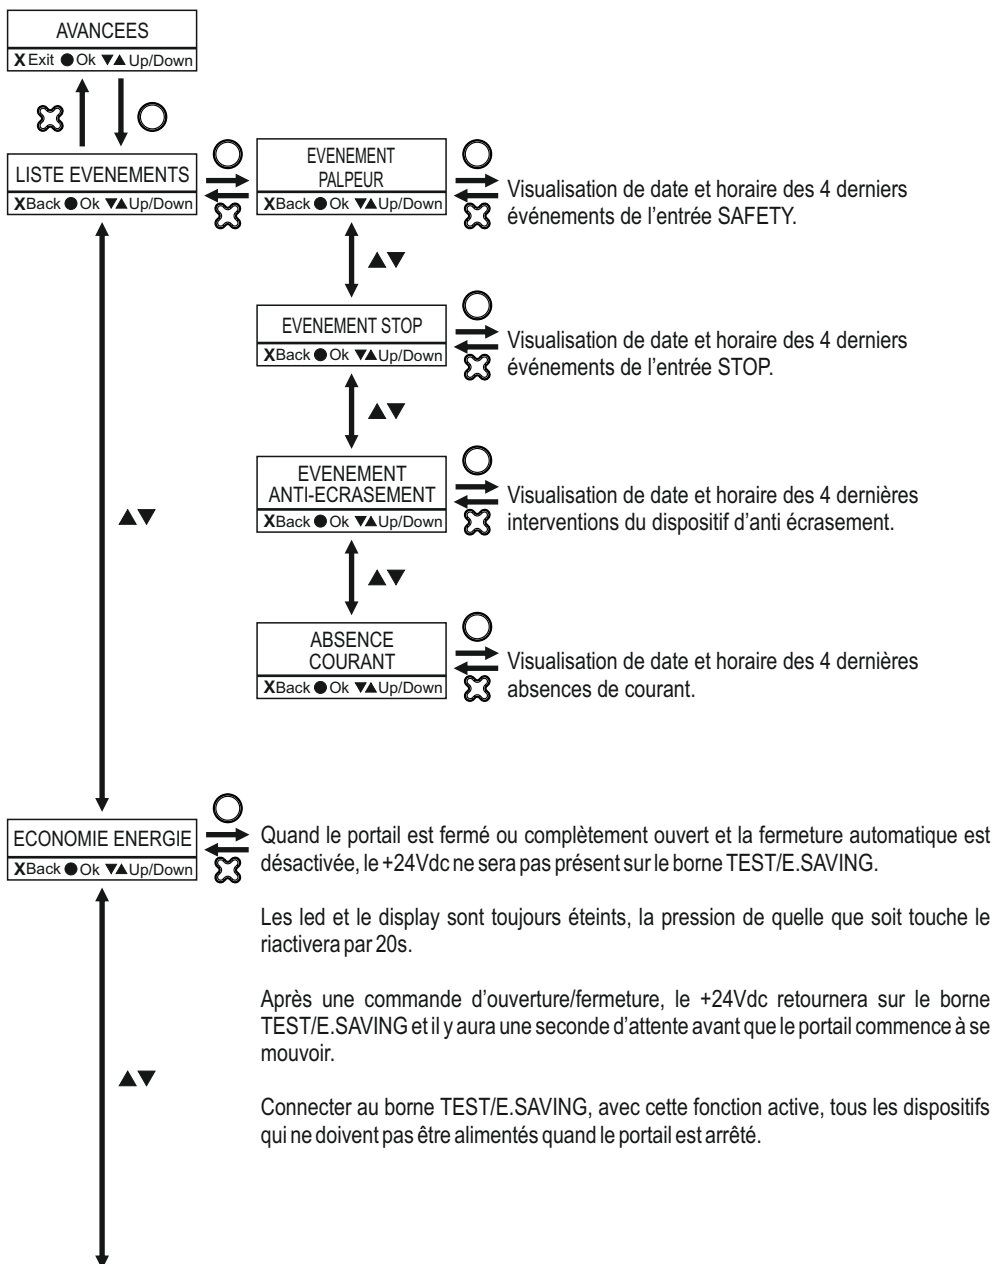 AVANCEES
X Exit ● Ok ▼▲ Up/Down
LISTE EVENEMENTS
XBack ● Ok ▼▲Up/Down
EVENEMENT
PALPEUR
XBack ● Ok ▼▲Up/Down
Visualisation de date et horaire des 4 derniers
événements de l'entrée SAFETY.
▲▼
EVENEMENT STOP
XBack ● Ok ▼▲Up/Down
Visualisation de date et horaire des 4 derniers
événements de l'entrée STOP.
▲▼
EVENEMENT
ANTI-ECRASEMENT
XBack ● Ok ▼▲Up/Down
Visualisation de date et horaire des 4 dernières
interventions du dispositif d'anti écrasement.
▲▼
▲▼
ABSENCE
COURANT
XBack ● Ok ▼▲Up/Down
Visualisation de date et horaire des 4 dernières
absences de courant.
ECONOMIE ENERGIE
XBack ● Ok ▼▲Up/Down
Quand le portail est fermé ou complètement ouvert et la fermeture automatique est
désactivée, le +24Vdc ne sera pas présent sur le borne TEST/E.SAVING.
Les led et le display sont toujours éteints, la pression de quelle que soit touche le
riactivera par 20s.
Après une commande d'ouverture/fermeture, le +24Vdc retournera sur le borne
TEST/E.SAVING et il y aura une seconde d'attente avant que le portail commence à se
mouvoir.
▲▼
Connecter au borne TEST/E.SAVING, avec cette fonction active, tous les dispositifs
qui ne doivent pas être alimentés quand le portail est arrêté.